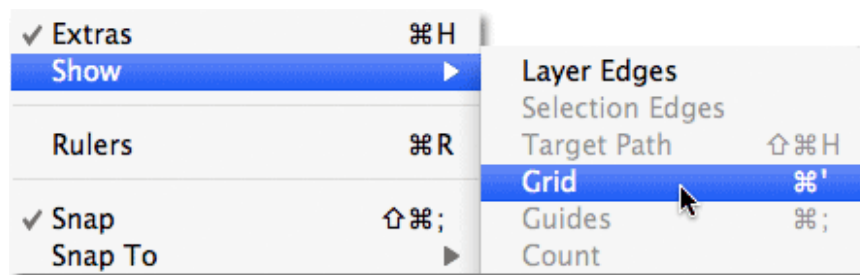 ✓ Extras ⌘H
Show ▶
Rulers ⌘R
✓ Snap ⇧⌘;
Snap To ▶
Layer Edges
Selection Edges
Target Path ⇧⌘H
Grid ⌘'
Guides ⌘;
Count